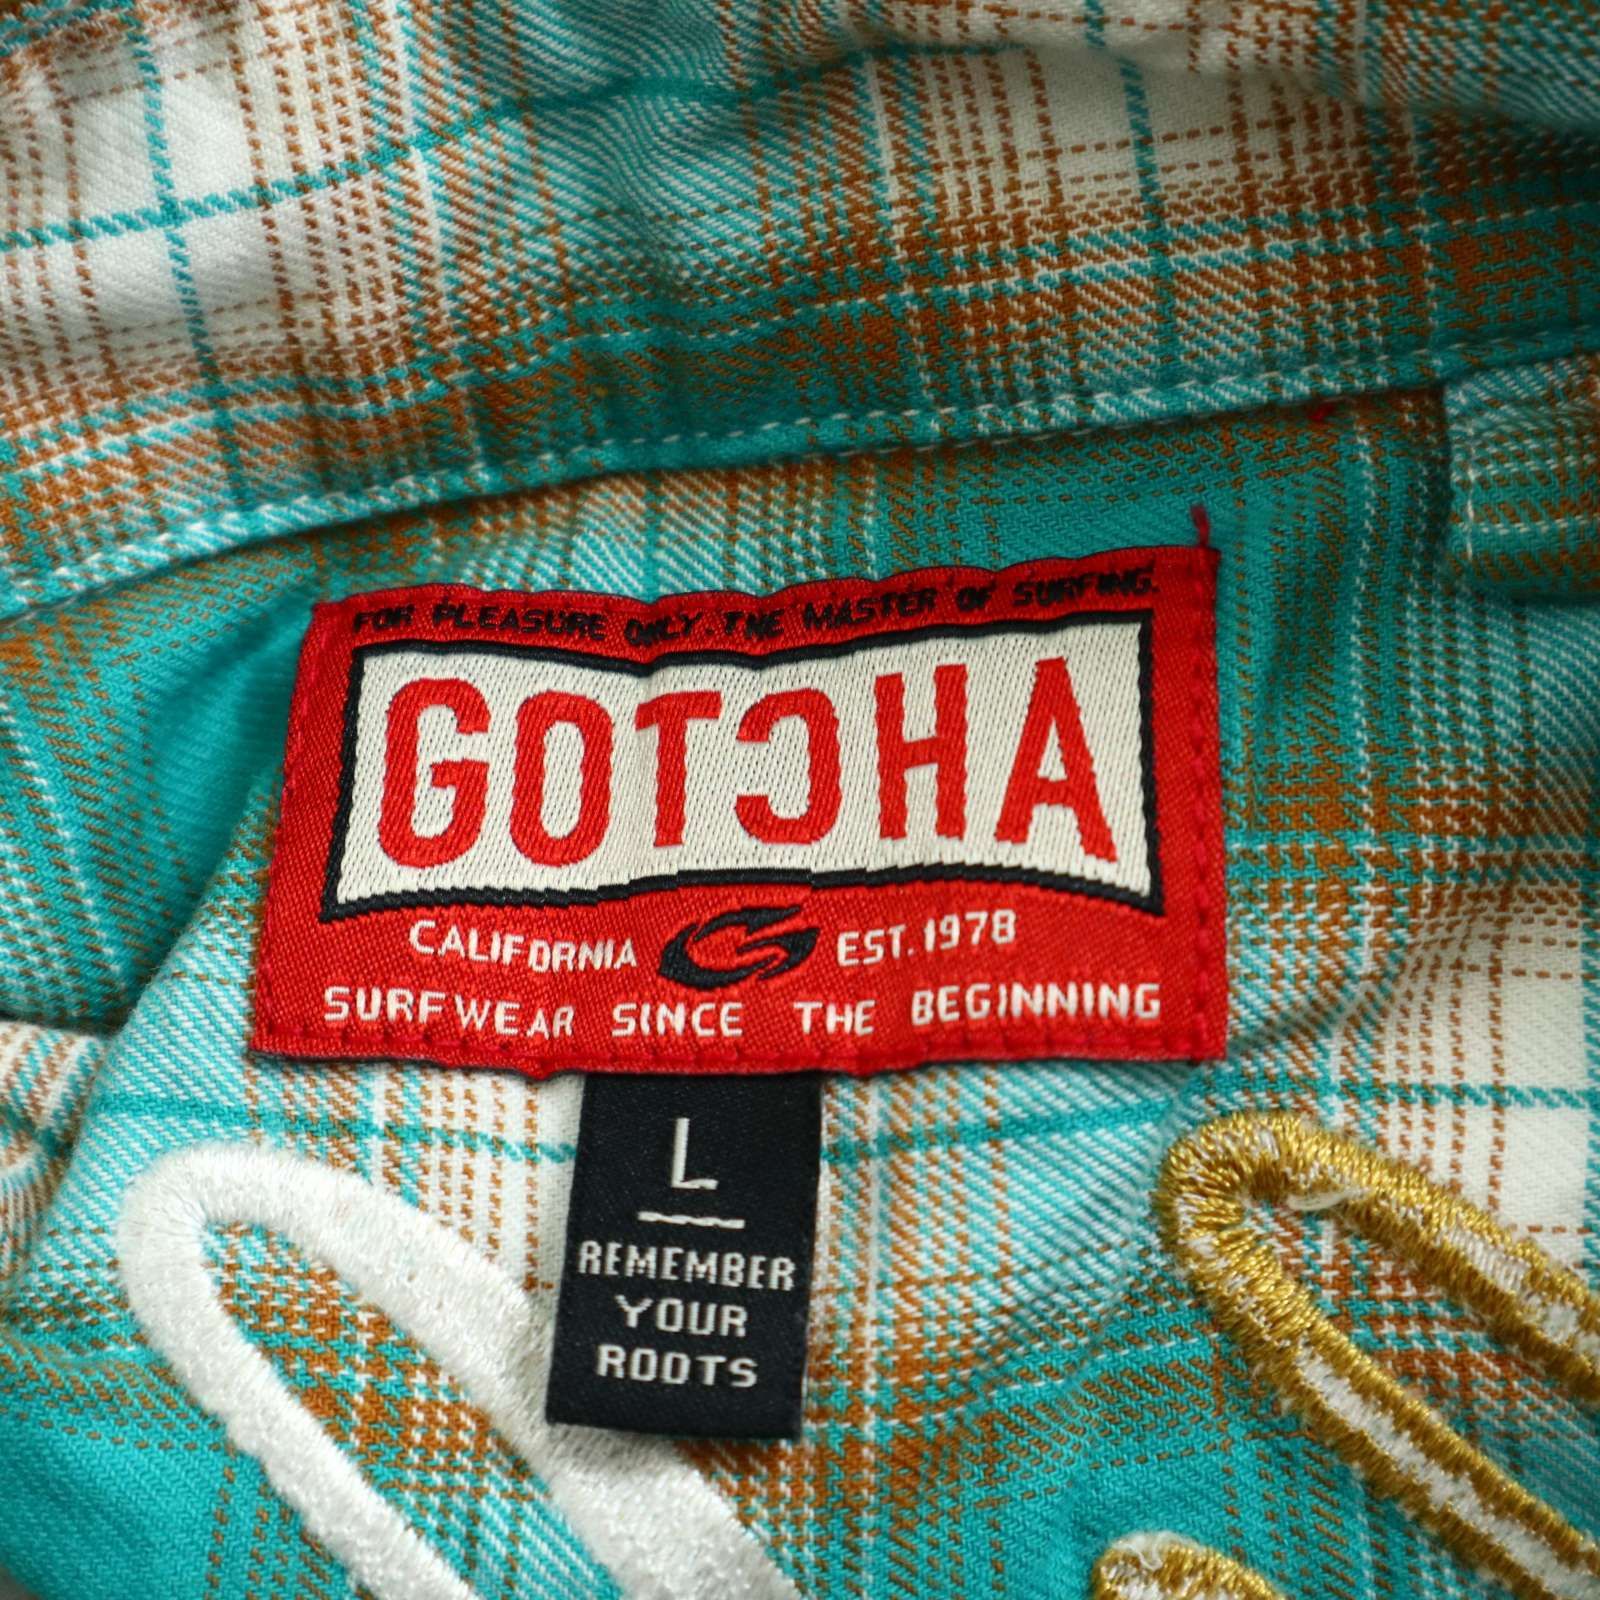 FOR PLEASURE ONLY. THE MASTER OF SURFING.
GOTCHA
CALIFORNIA EST. 1978
SURFWEAR SINCE THE BEGINNING
L
REMEMBER
YOUR
ROOTS